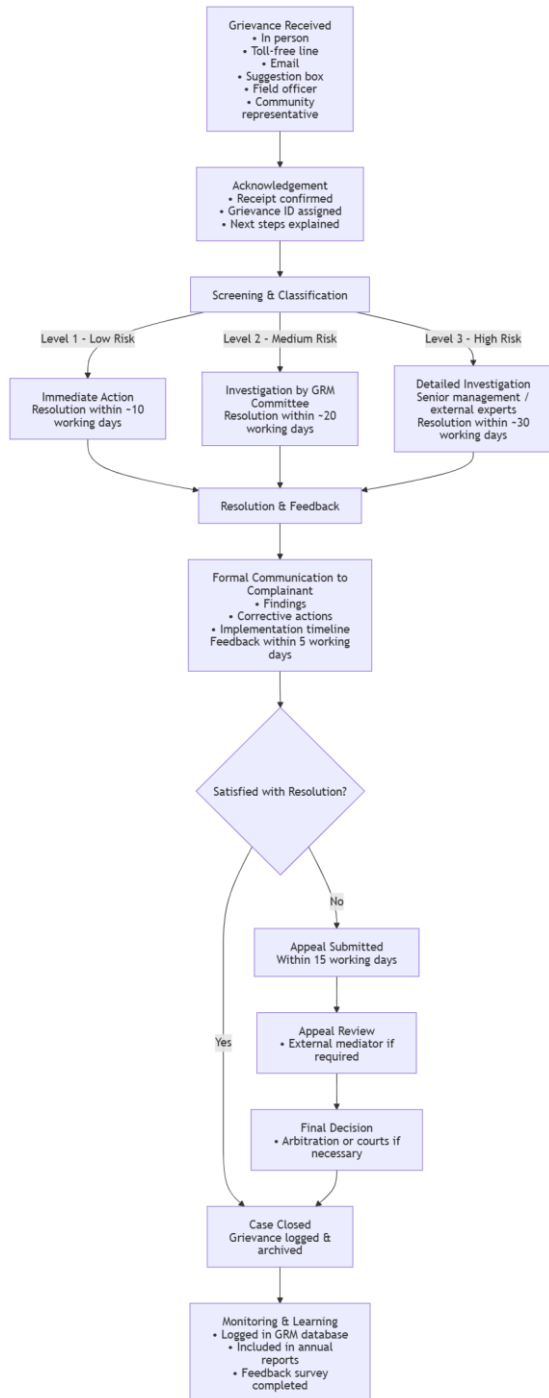 Grievance Received
• In person
• Toll-free line
• Email
• Suggestion box
• Field officer
• Community
representative
Acknowledgement
• Receipt confirmed
• Grievance ID assigned
• Next steps explained
Screening & Classification
Level 1 - Low Risk
Level 2 - Medium Risk
Level 3 - High Risk
Immediate Action
Resolution within ~10
working days
Investigation by GRM
Committee
Resolution within ~20
working days
Detailed Investigation
Senior management /
external experts
Resolution within ~30
working days
Resolution & Feedback
Formal Communication to
Complainant
• Findings
• Corrective actions
• Implementation timeline
Feedback within 5 working
days
Satisfied with Resolution?
No
Appeal Submitted
Within 15 working days
Yes
Appeal Review
• External mediator if
required
Final Decision
• Arbitration or courts if
necessary
Case Closed
Grievance logged &
archived
Monitoring & Learning
• Logged in GRM database
• Included in annual
reports
• Feedback survey
completed